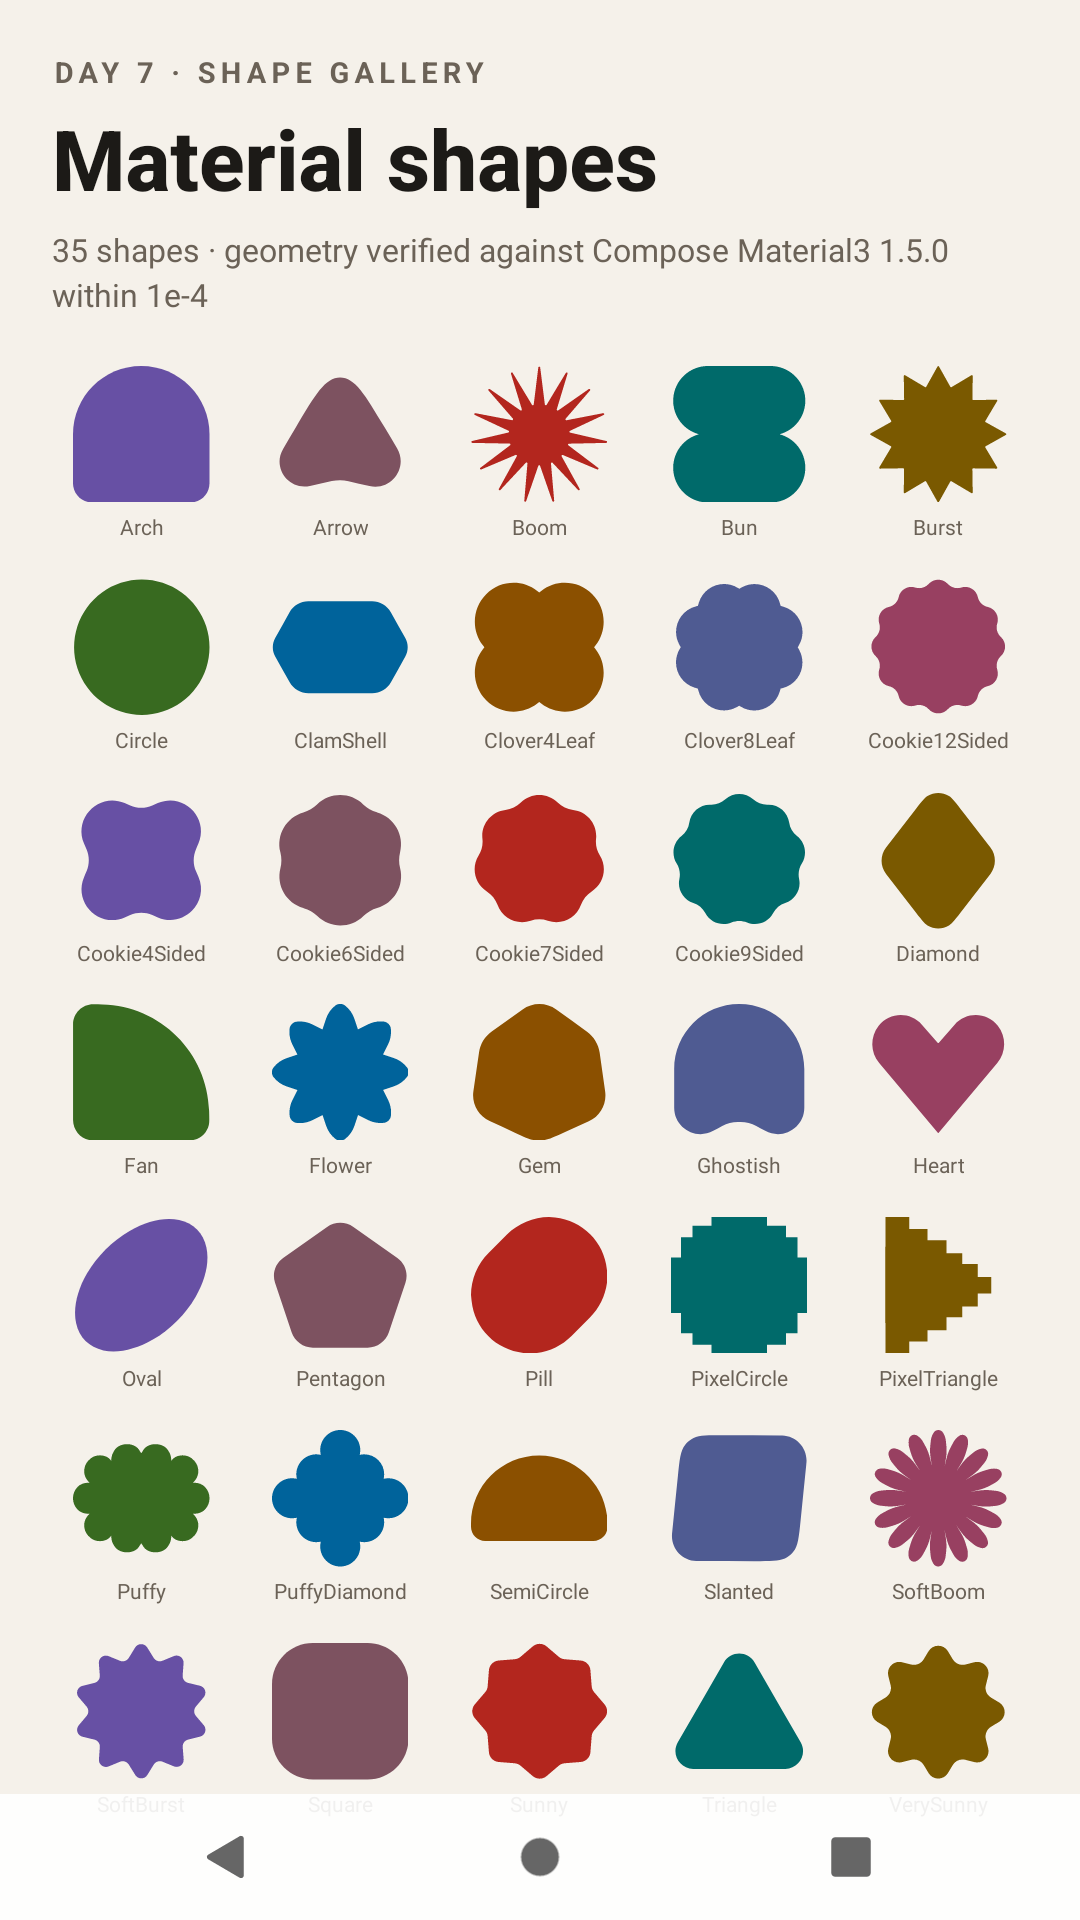 DAY 7 · SHAPE GALLERY
Material shapes
35 shapes · geometry verified against Compose Material3 1.5.0
within 1e-4
Arch Arrow Boom Bun Burst
Circle ClamShell Clover4Leaf Clover8Leaf Cookie12Sided
Cookie4Sided Cookie6Sided Cookie7Sided Cookie9Sided Diamond
Fan Flower Gem Ghostish Heart
Oval Pentagon Pill PixelCircle PixelTriangle
Puffy PuffyDiamond SemiCircle Slanted SoftBoom
SoftBurst Square Sunny Triangle VerySunny